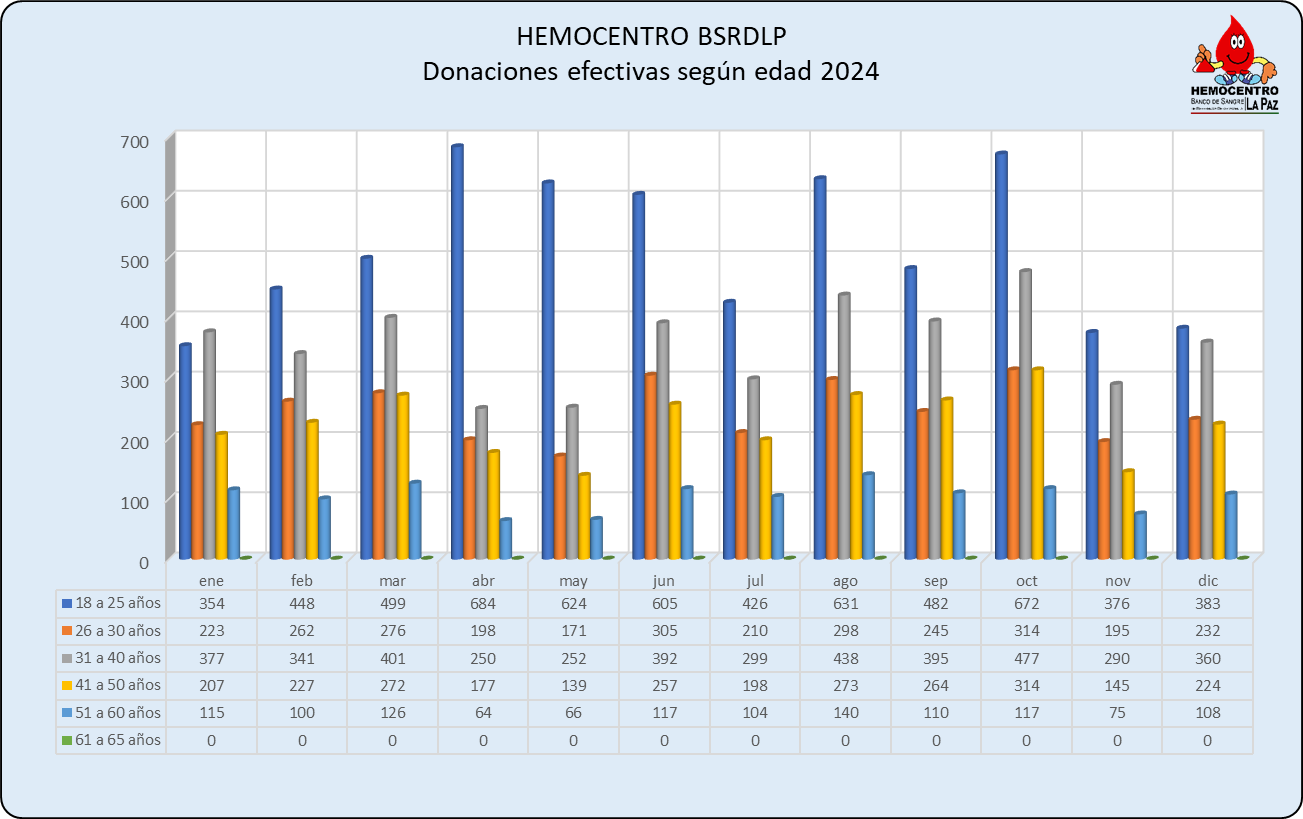 HEMOCENTRO BSRDLP
Donaciones efectivas según edad 2024
HEMOCENTRO
BANCO DE SANGRE
LA PAZ
700
600
500
400
300
200
100
0
ene feb mar abr may jun jul ago sep oct nov dic
18 a 25 años 354 448 499 684 624 605 426 631 482 672 376 383
26 a 30 años 223 262 276 198 171 305 210 298 245 314 195 232
31 a 40 años 377 341 401 250 252 392 299 438 395 477 290 360
41 a 50 años 207 227 272 177 139 257 198 273 264 314 145 224
51 a 60 años 115 100 126 64 66 117 104 140 110 117 75 108
61 a 65 años 0 0 0 0 0 0 0 0 0 0 0 0